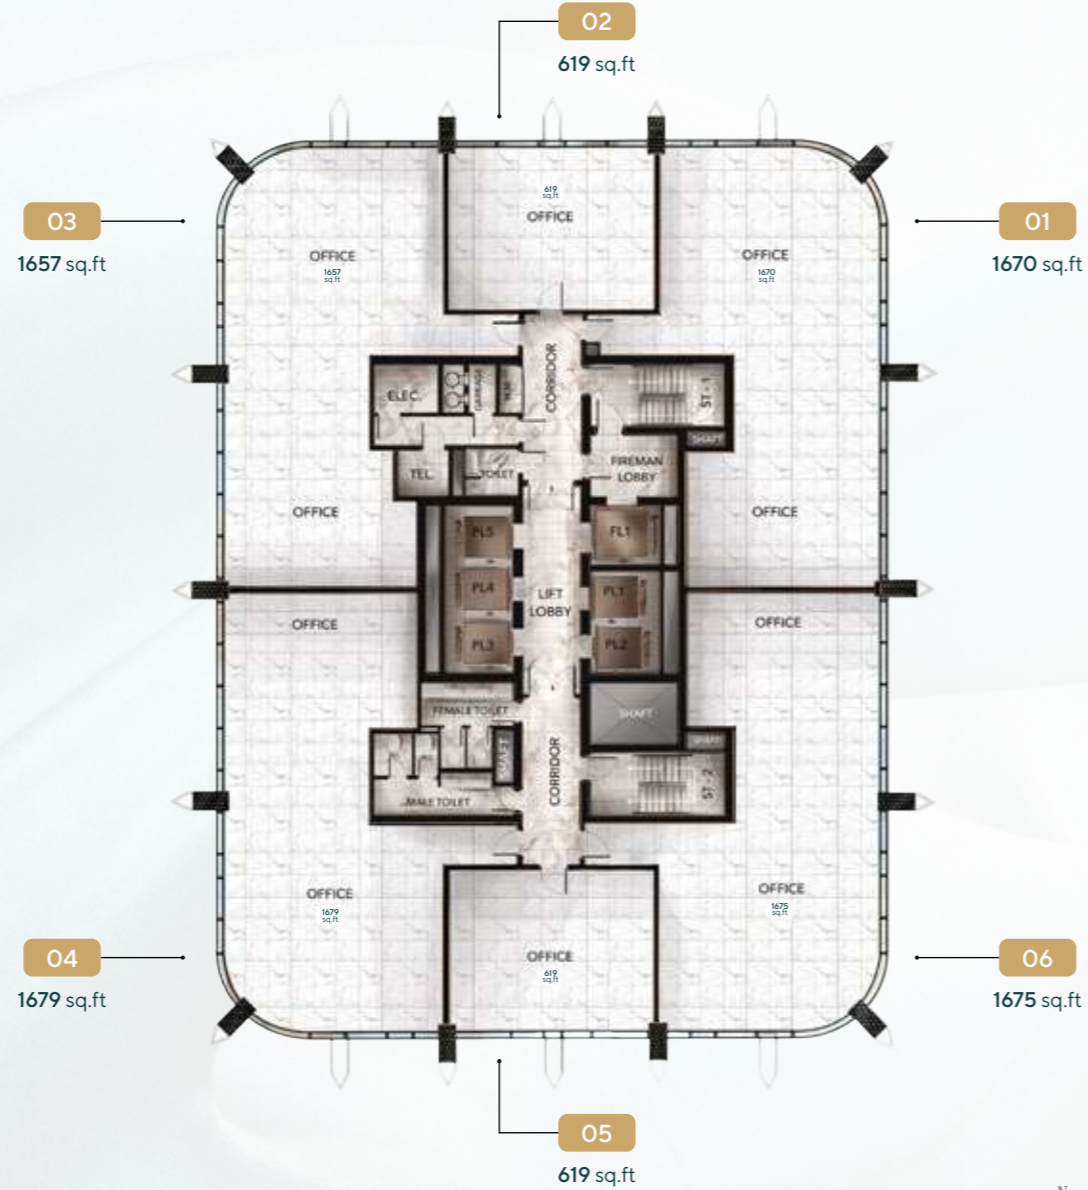 02
619 sq.ft
03
1657 sq.ft
01
1670 sq.ft
619
sq.ft
OFFICE
OFFICE
1657
sq.ft
OFFICE
1670
sq.ft
CORRIDOR
ELEC.
GARBAGE
ST - 1
SHAFT
FIREMAN
LOBBY
TEL.
TOILET
OFFICE
OFFICE
PL5
FL1
PL4
PL1
LIFT
LOBBY
PL3
PL2
OFFICE
OFFICE
FEMALE TOILET
SHAFT
SHAFT
CORRIDOR
ST - 2
MALE TOILET
OFFICE
1679
sq.ft
OFFICE
1675
sq.ft
OFFICE
619
sq.ft
04
1679 sq.ft
06
1675 sq.ft
05
619 sq.ft
N